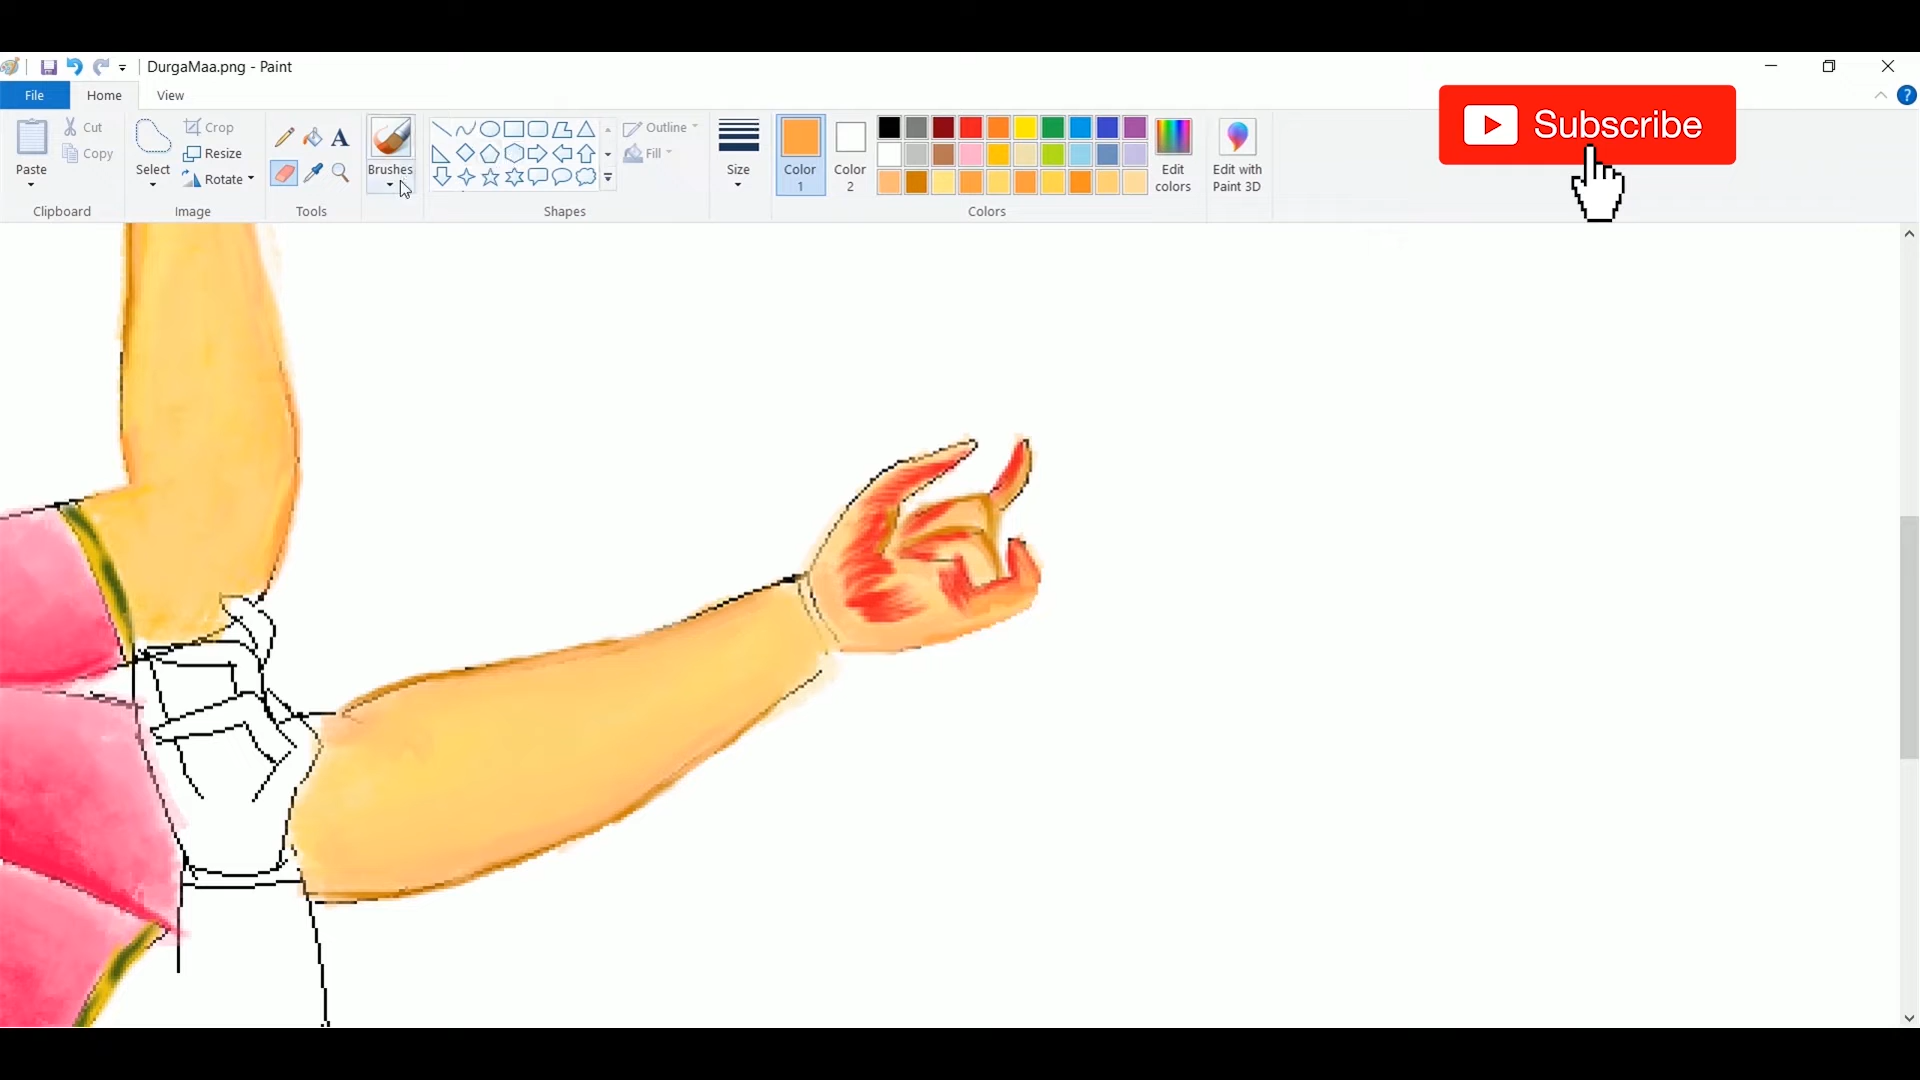 DurgaMaa.png - Paint
File Home View
Subscribe
?
Paste
Cut
Copy
Clipboard
Select
Crop
Resize
Rotate
Image
A
Tools
Brushes
Outline
Fill
Shapes
Size
Color
1
Color
2
Edit
colors
Colors
Edit with
Paint 3D